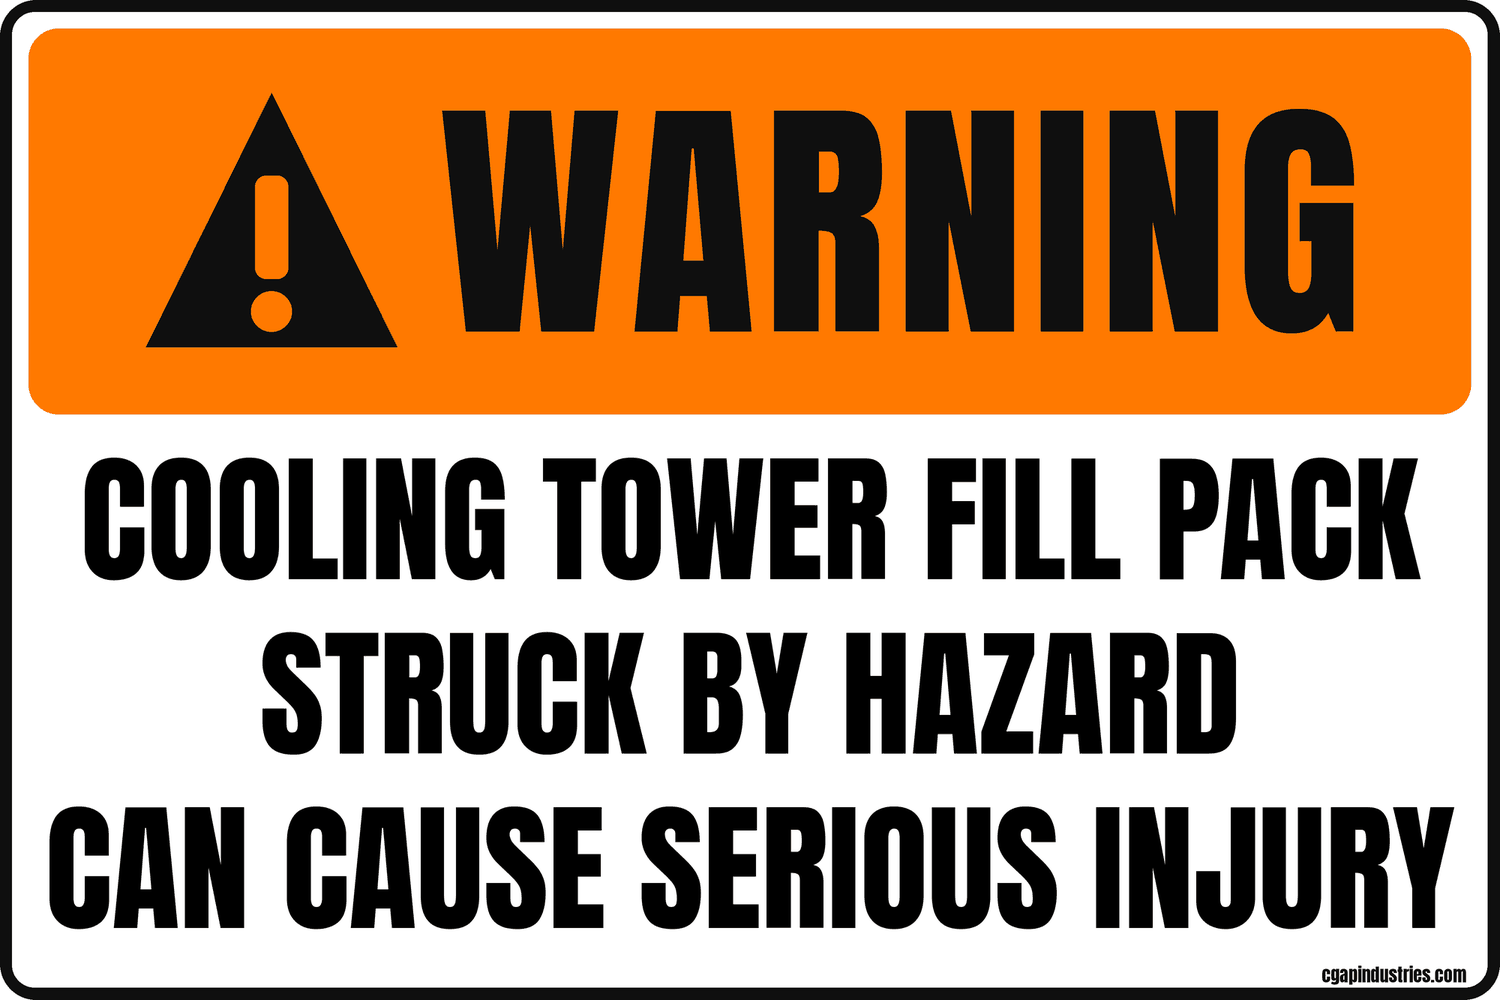 WARNING
COOLING TOWER FILL PACK
STRUCK BY HAZARD
CAN CAUSE SERIOUS INJURY
cgapindustries.com